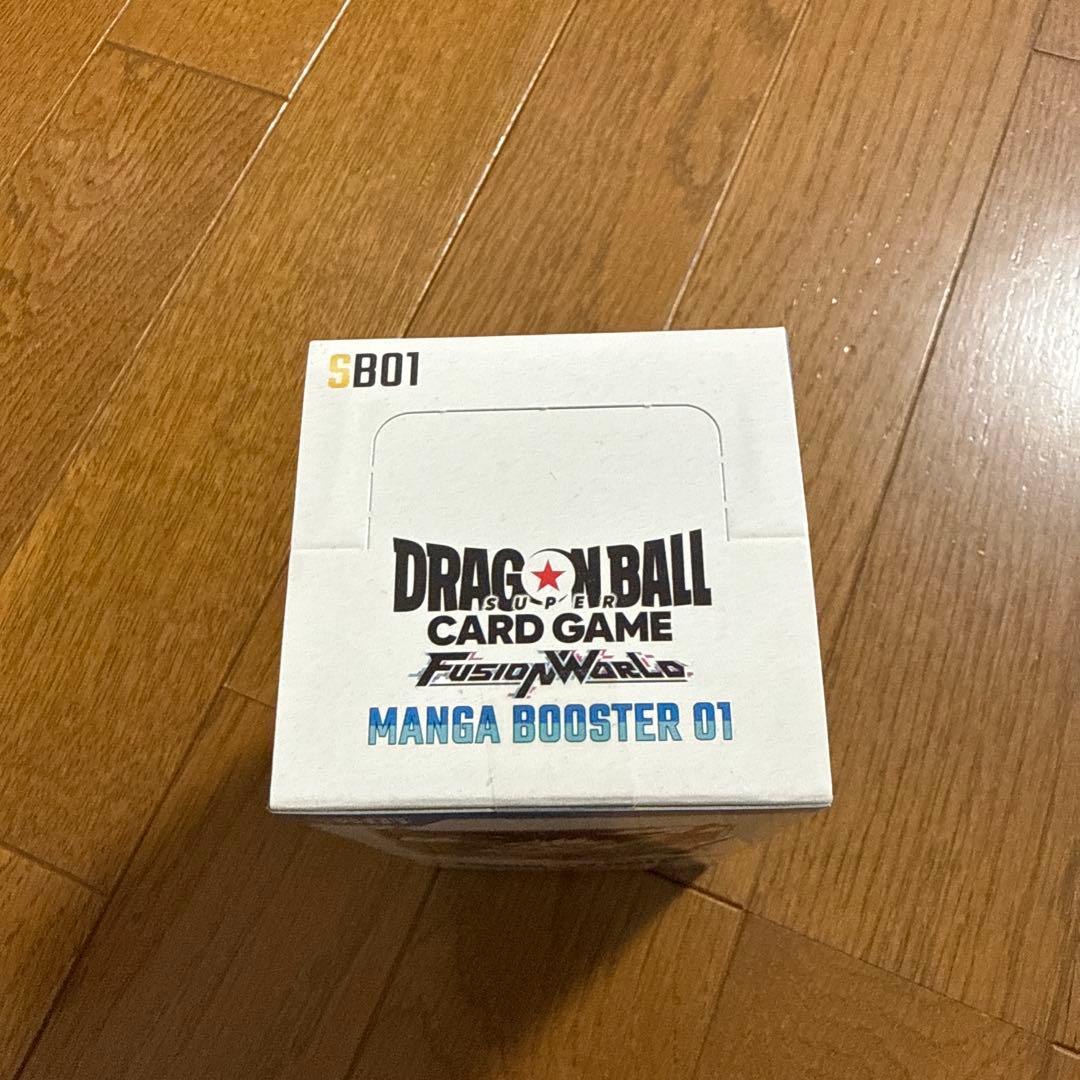 SB01
DRAGON BALL
SUPER
CARD GAME
FUSION WORLD
MANGA BOOSTER 01